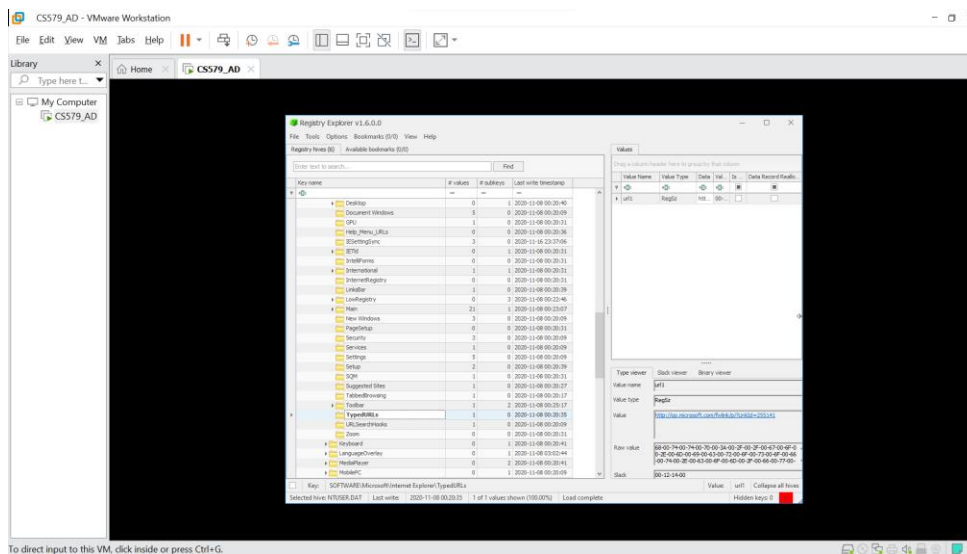 CS579_AD - VMware Workstation
File Edit View VM Tabs Help
Library
Type here t...
My Computer
CS579_AD
Home
CS579_AD
Registry Explorer v1.6.0.0
File Tools Options Bookmarks (0/0) View Help
Registry hives (6) Available bookmarks (0/0)
Enter text to search... Find
Key name # values # subkeys Last write timestamp
Desktop 0 1 2020-11-08 00:20:40
Document Windows 5 0 2020-11-08 00:20:09
GPU 1 0 2020-11-08 00:20:31
Help_Menu_URLs 0 0 2020-11-08 00:20:36
IESettingSync 3 0 2020-11-16 23:37:06
IETld 0 1 2020-11-08 00:20:31
IntelliForms 0 0 2020-11-08 00:20:31
International 1 1 2020-11-08 00:20:31
InternetRegistry 0 0 2020-11-08 00:20:31
LinksBar 1 0 2020-11-08 00:20:39
LowRegistry 0 3 2020-11-08 00:22:46
Main 21 1 2020-11-08 00:23:07
New Windows 3 0 2020-11-08 00:20:09
PageSetup 0 0 2020-11-08 00:20:31
Security 3 0 2020-11-08 00:20:09
Services 1 0 2020-11-08 00:20:09
Settings 5 0 2020-11-08 00:20:09
Setup 2 0 2020-11-08 00:20:39
SQM 1 0 2020-11-08 00:20:31
Suggested Sites 1 0 2020-11-08 00:20:27
TabbedBrowsing 1 0 2020-11-08 00:20:17
Toolbar 1 2 2020-11-08 00:25:17
TypedURLs 1 0 2020-11-08 00:20:35
URLSearchHooks 1 0 2020-11-08 00:20:09
Zoom 0 0 2020-11-08 00:20:31
Keyboard 0 1 2020-11-08 00:20:41
LanguageOverlay 0 1 2020-11-08 03:02:44
MediaPlayer 0 2 2020-11-08 00:20:41
MobilePC 0 1 2020-11-08 00:20:09
Key: SOFTWARE\Microsoft\Internet Explorer\TypedURLs
Selected hive: NTUSER.DAT Last write: 2020-11-08 00:20:35 1 of 1 values shown (100.00%) Load complete
Values
Drag a column header here to group by that column
Value Name Value Type Data Val... Is ... Data Record Reallo...
url1 RegSz htt... 00-...
Type viewer Slack viewer Binary viewer
Value name url1
Value type RegSz
Value http://go.microsoft.com/fwlink/p/?LinkId=255141
Raw value
Slack 00-12-14-00
Value: url1 Collapse all hives
Hidden keys: 0
To direct input to this VM, click inside or press Ctrl+G.